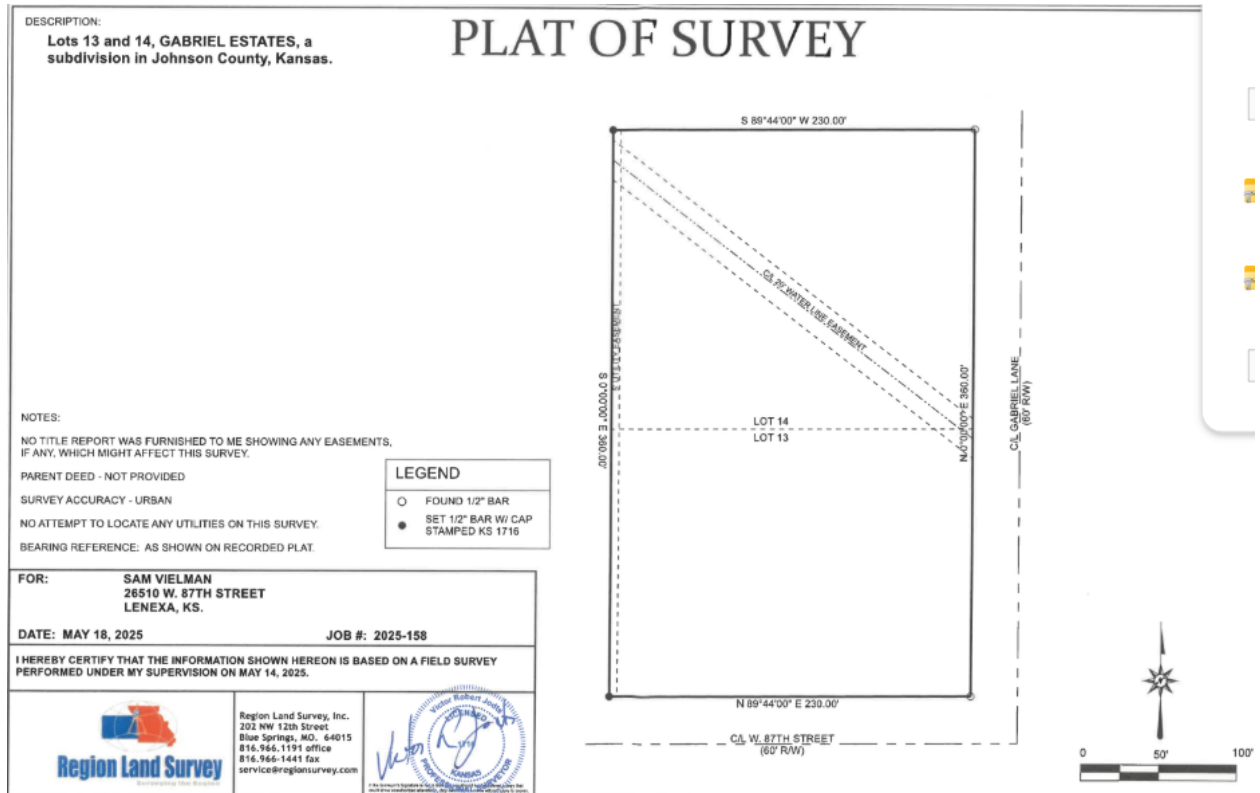 DESCRIPTION:
Lots 13 and 14, GABRIEL ESTATES, a
subdivision in Johnson County, Kansas.
PLAT OF SURVEY
S 89°44'00" W 230.00'
C/L 25' WATER LINE EASEMENT
UTILITY EASEMENT
S 0°00'00" E 360.00'
N 0°00'00" E 360.00'
C/L GABRIEL LANE
(60' R/W)
LOT 14
LOT 13
N 89°44'00" E 230.00'
C/L W. 87TH STREET
(60' R/W)
NOTES:
NO TITLE REPORT WAS FURNISHED TO ME SHOWING ANY EASEMENTS,
IF ANY, WHICH MIGHT AFFECT THIS SURVEY.
PARENT DEED - NOT PROVIDED
SURVEY ACCURACY - URBAN
NO ATTEMPT TO LOCATE ANY UTILITIES ON THIS SURVEY.
BEARING REFERENCE: AS SHOWN ON RECORDED PLAT.
LEGEND
FOUND 1/2" BAR
SET 1/2" BAR W/ CAP
STAMPED KS 1716
FOR:
SAM VIELMAN
26510 W. 87TH STREET
LENEXA, KS.
DATE: MAY 18, 2025
JOB #: 2025-158
I HEREBY CERTIFY THAT THE INFORMATION SHOWN HEREON IS BASED ON A FIELD SURVEY
PERFORMED UNDER MY SUPERVISION ON MAY 14, 2025.
Region Land Survey
Surveying the Region
Region Land Survey, Inc.
202 NW 12th Street
Blue Springs, MO. 64015
816.966.1191 office
816.966-1441 fax
service@regionsurvey.com
Victor Robert
LICENSED
1716
KANSAS
PROFESSIONAL SURVEYOR
0 50' 100'